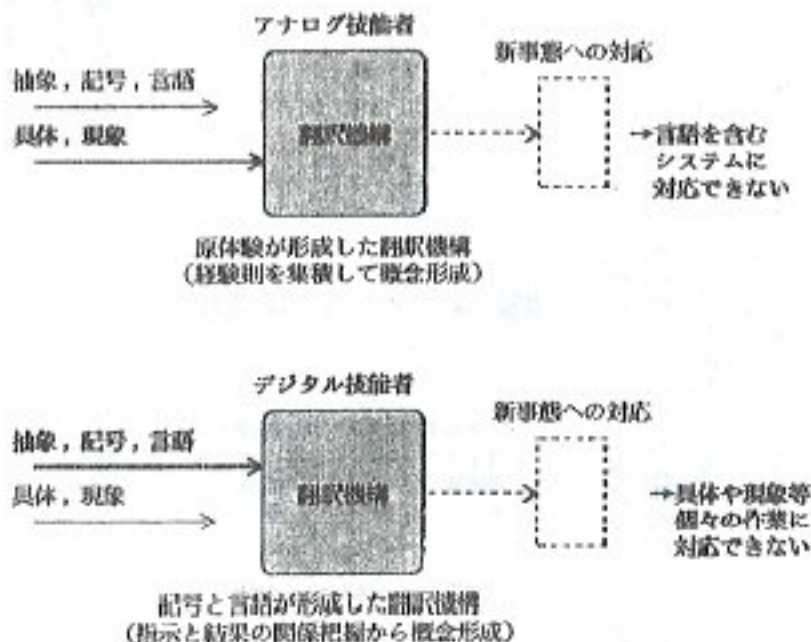 アナログ技能者
新事態への対応
抽象，記号，言語
具体，現象
翻訳機構
→言語を含む
システムに
対応できない
原体験が形成した翻訳機構
（経験則を集積して概念形成）
デジタル技能者
新事態への対応
抽象，記号，言語
具体，現象
翻訳機構
→具体や現象等
個々の作業に
対応できない
記号と言語が形成した翻訳機構
（指示と結果の関係把握から概念形成）